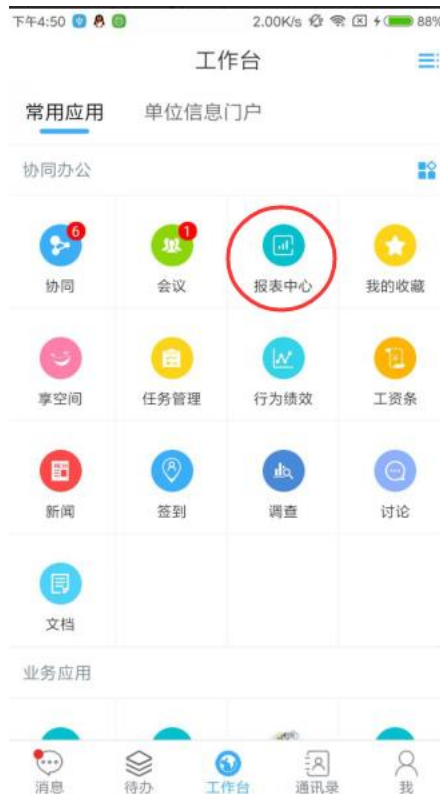 下午4:50 2.00K/s 88%
工作台
常用应用 单位信息门户
协同办公
6 1
协同 会议 报表中心 我的收藏
享空间 任务管理 行为绩效 工资条
新闻 签到 调查 讨论
文档
业务应用
消息 待办 工作台 通讯录 我